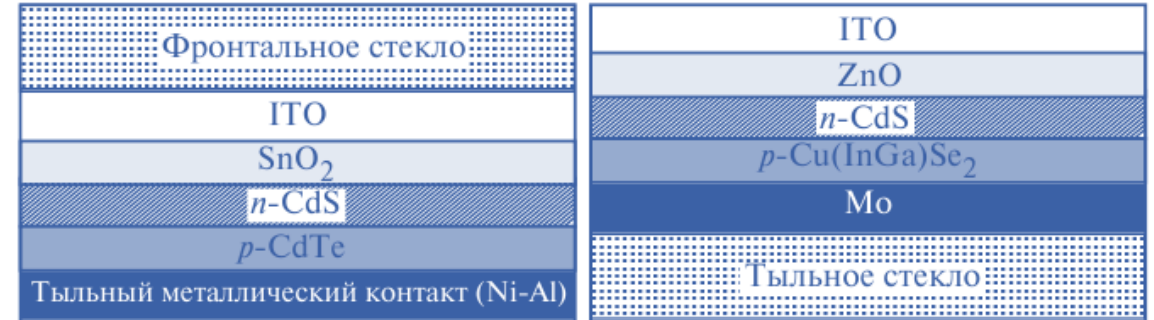 Фронтальное стекло
ITO
SnO₂
n-CdS
p-CdTe
Тыльный металлический контакт (Ni-Al)
ITO
ZnO
n-CdS
p-Cu(InGa)Se₂
Mo
Тыльное стекло